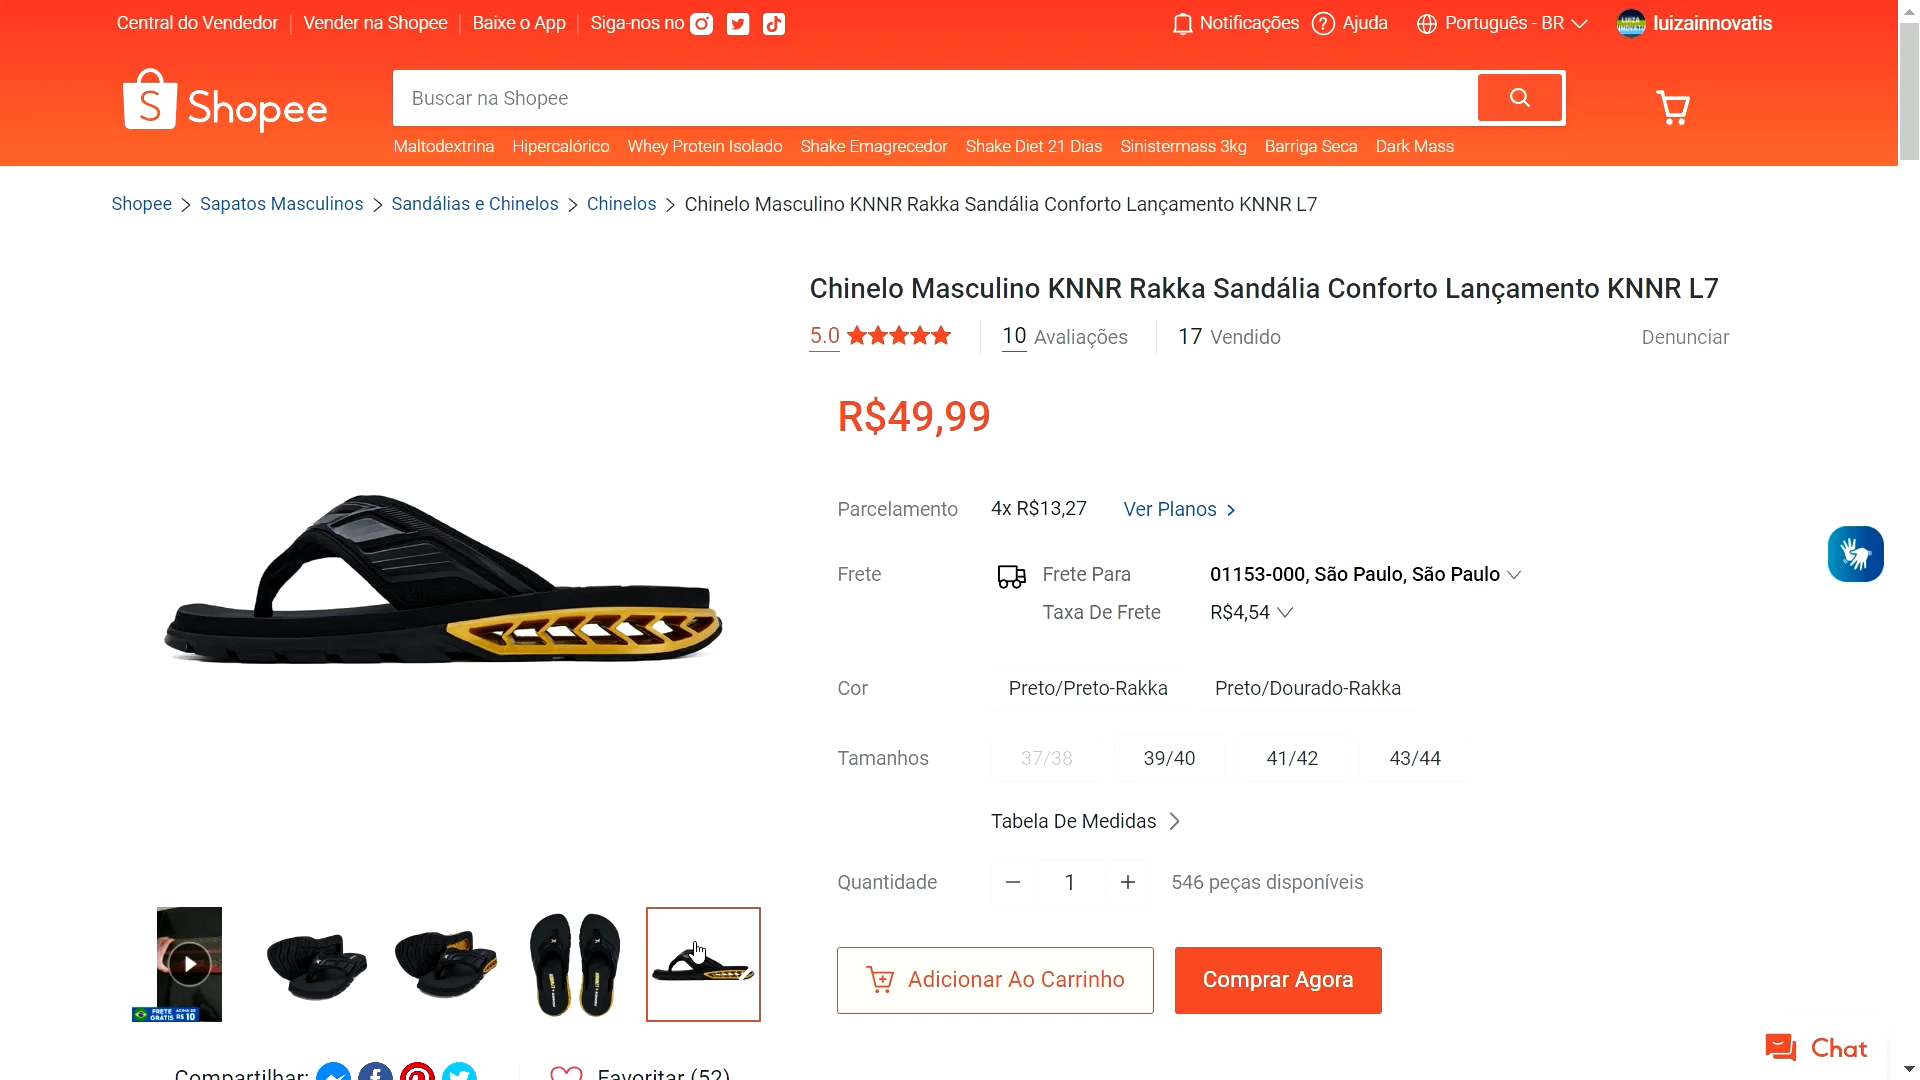 Central do Vendedor Vender na Shopee Baixe o App Siga-nos no
Notificações Ajuda Português - BR luizainnovatis
Shopee
Buscar na Shopee
Maltodextrina Hipercalórico Whey Protein Isolado Shake Emagrecedor Shake Diet 21 Dias Sinistermass 3kg Barriga Seca Dark Mass
Shopee > Sapatos Masculinos > Sandálias e Chinelos > Chinelos > Chinelo Masculino KNNR Rakka Sandália Conforto Lançamento KNNR L7
Chinelo Masculino KNNR Rakka Sandália Conforto Lançamento KNNR L7
5.0 10 Avaliações 17 Vendido Denunciar
R$49,99
Parcelamento 4x R$13,27 Ver Planos >
Frete Frete Para 01153-000, São Paulo, São Paulo
Taxa De Frete R$4,54
Cor Preto/Preto-Rakka Preto/Dourado-Rakka
Tamanhos 37/38 39/40 41/42 43/44
Tabela De Medidas >
Quantidade − 1 + 546 peças disponíveis
FRETE GRÁTIS ACIMA DE R$ 10
Adicionar Ao Carrinho Comprar Agora
Chat
Compartilhar: Favoritar (52)